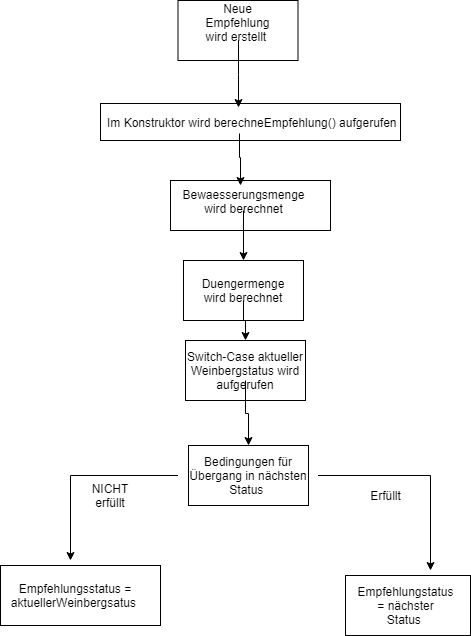 Neue
Empfehlung
wird erstellt
Im Konstruktor wird berechneEmpfehlung() aufgerufen
Bewaesserungsmenge
wird berechnet
Duengermenge
wird berechnet
Switch-Case aktueller
Weinbergstatus wird
aufgerufen
Bedingungen für
Übergang in nächsten
Status
NICHT
erfüllt
Erfüllt
Empfehlungsstatus =
aktuellerWeinbergsatus
Empfehlungstatus
= nächster
Status